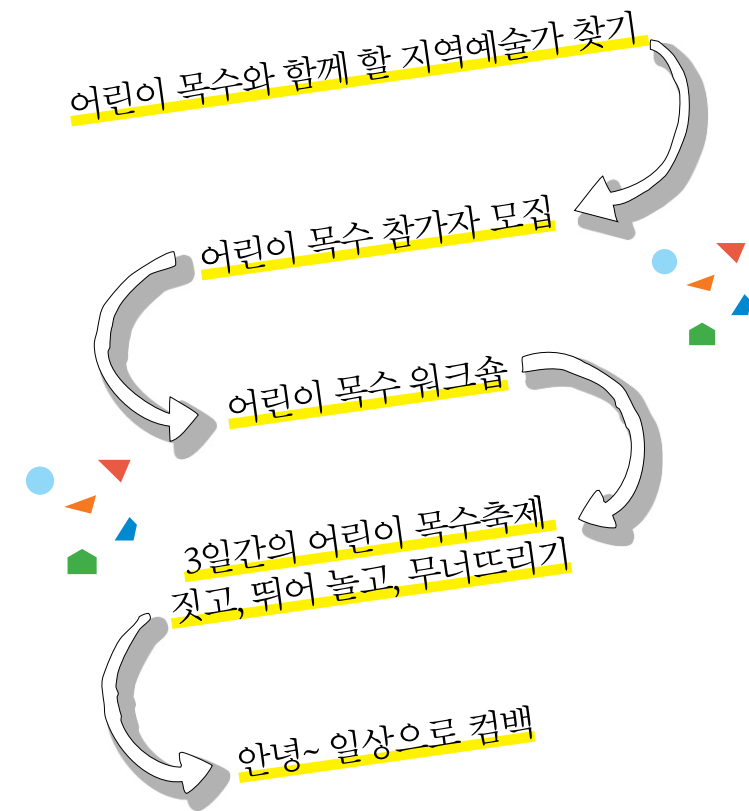 어린이 목수와 함께 할 지역예술가 찾기
어린이 목수 참가자 모집
어린이 목수 워크숍
3일간의 어린이 목수축제
짓고, 뛰어 놀고, 무너뜨리기
안녕~ 일상으로 컴백